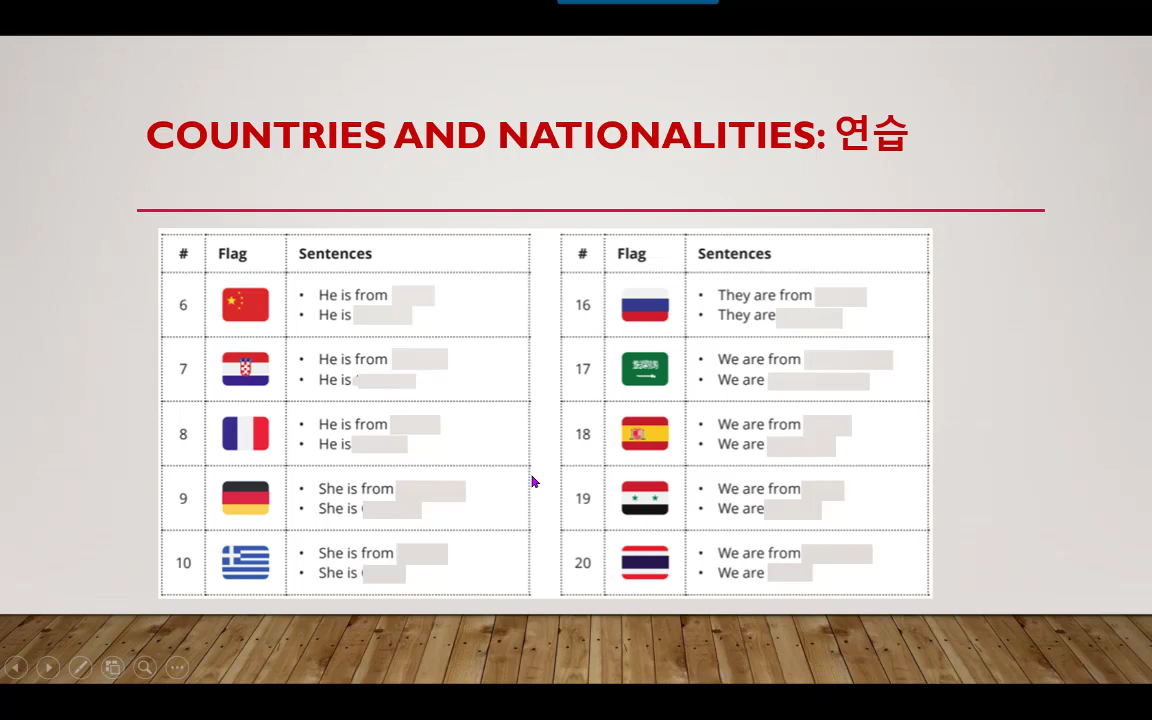 COUNTRIES AND NATIONALITIES: 연습
# Flag Sentences
6
• He is from
• He is
7
• He is from
• He is
8
• He is from
• He is
9
• She is from
• She is
10
• She is from
• She is
# Flag Sentences
16
• They are from
• They are
17
• We are from
• We are
18
• We are from
• We are
19
• We are from
• We are
20
• We are from
• We are